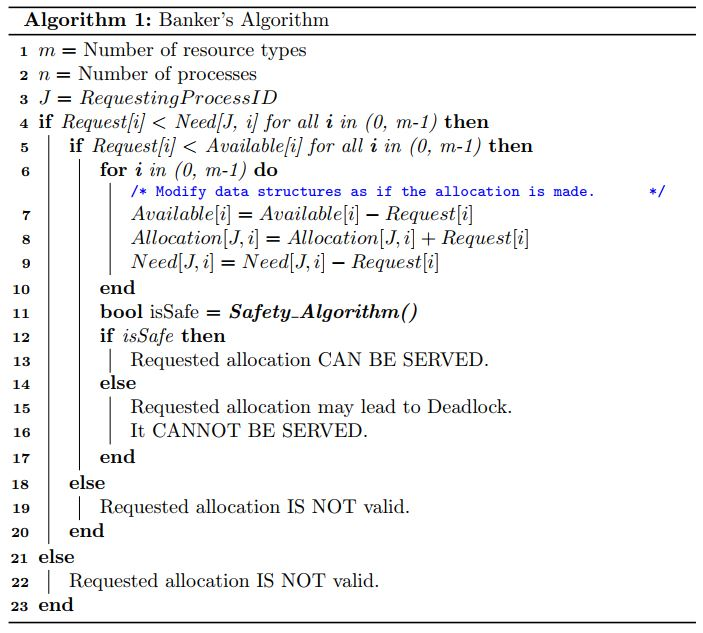 Algorithm 1: Banker's Algorithm
1 m = Number of resource types
2 n = Number of processes
3 J = RequestingProcessID
4 if Request[i] < Need[J, i] for all i in (0, m-1) then
5 if Request[i] < Available[i] for all i in (0, m-1) then
6 for i in (0, m-1) do
/* Modify data structures as if the allocation is made. */
7 Available[i] = Available[i] − Request[i]
8 Allocation[J, i] = Allocation[J, i] + Request[i]
9 Need[J, i] = Need[J, i] − Request[i]
10 end
11 bool isSafe = Safety_Algorithm()
12 if isSafe then
13 Requested allocation CAN BE SERVED.
14 else
15 Requested allocation may lead to Deadlock.
16 It CANNOT BE SERVED.
17 end
18 else
19 Requested allocation IS NOT valid.
20 end
21 else
22 Requested allocation IS NOT valid.
23 end